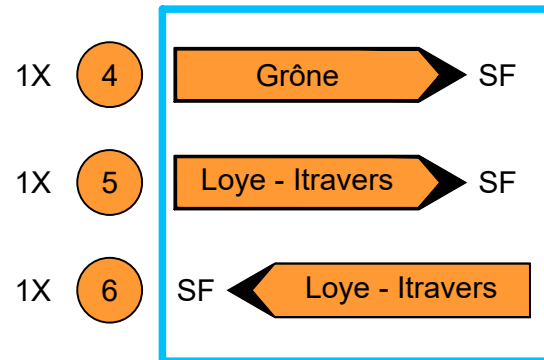 1X 4 Grône SF
1X 5 Loye - Itravers SF
1X 6 SF Loye - Itravers